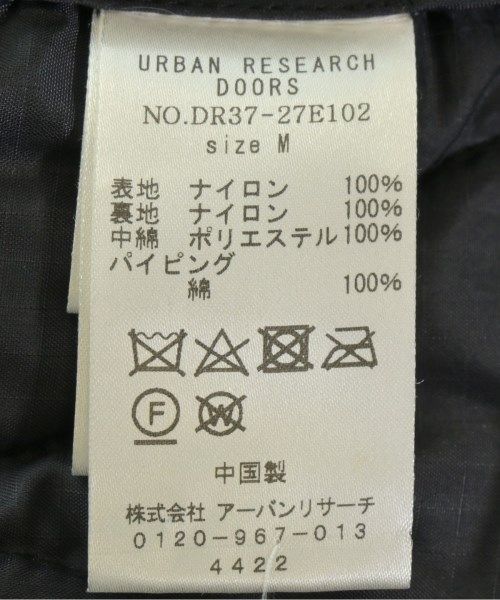 URBAN RESEARCH
DOORS
NO.DR37-27E102
size M
表地 ナイロン 100%
裏地 ナイロン 100%
中綿 ポリエステル 100%
パイピング
綿 100%
F W
中国製
株式会社 アーバンリサーチ
0120-967-013
4422